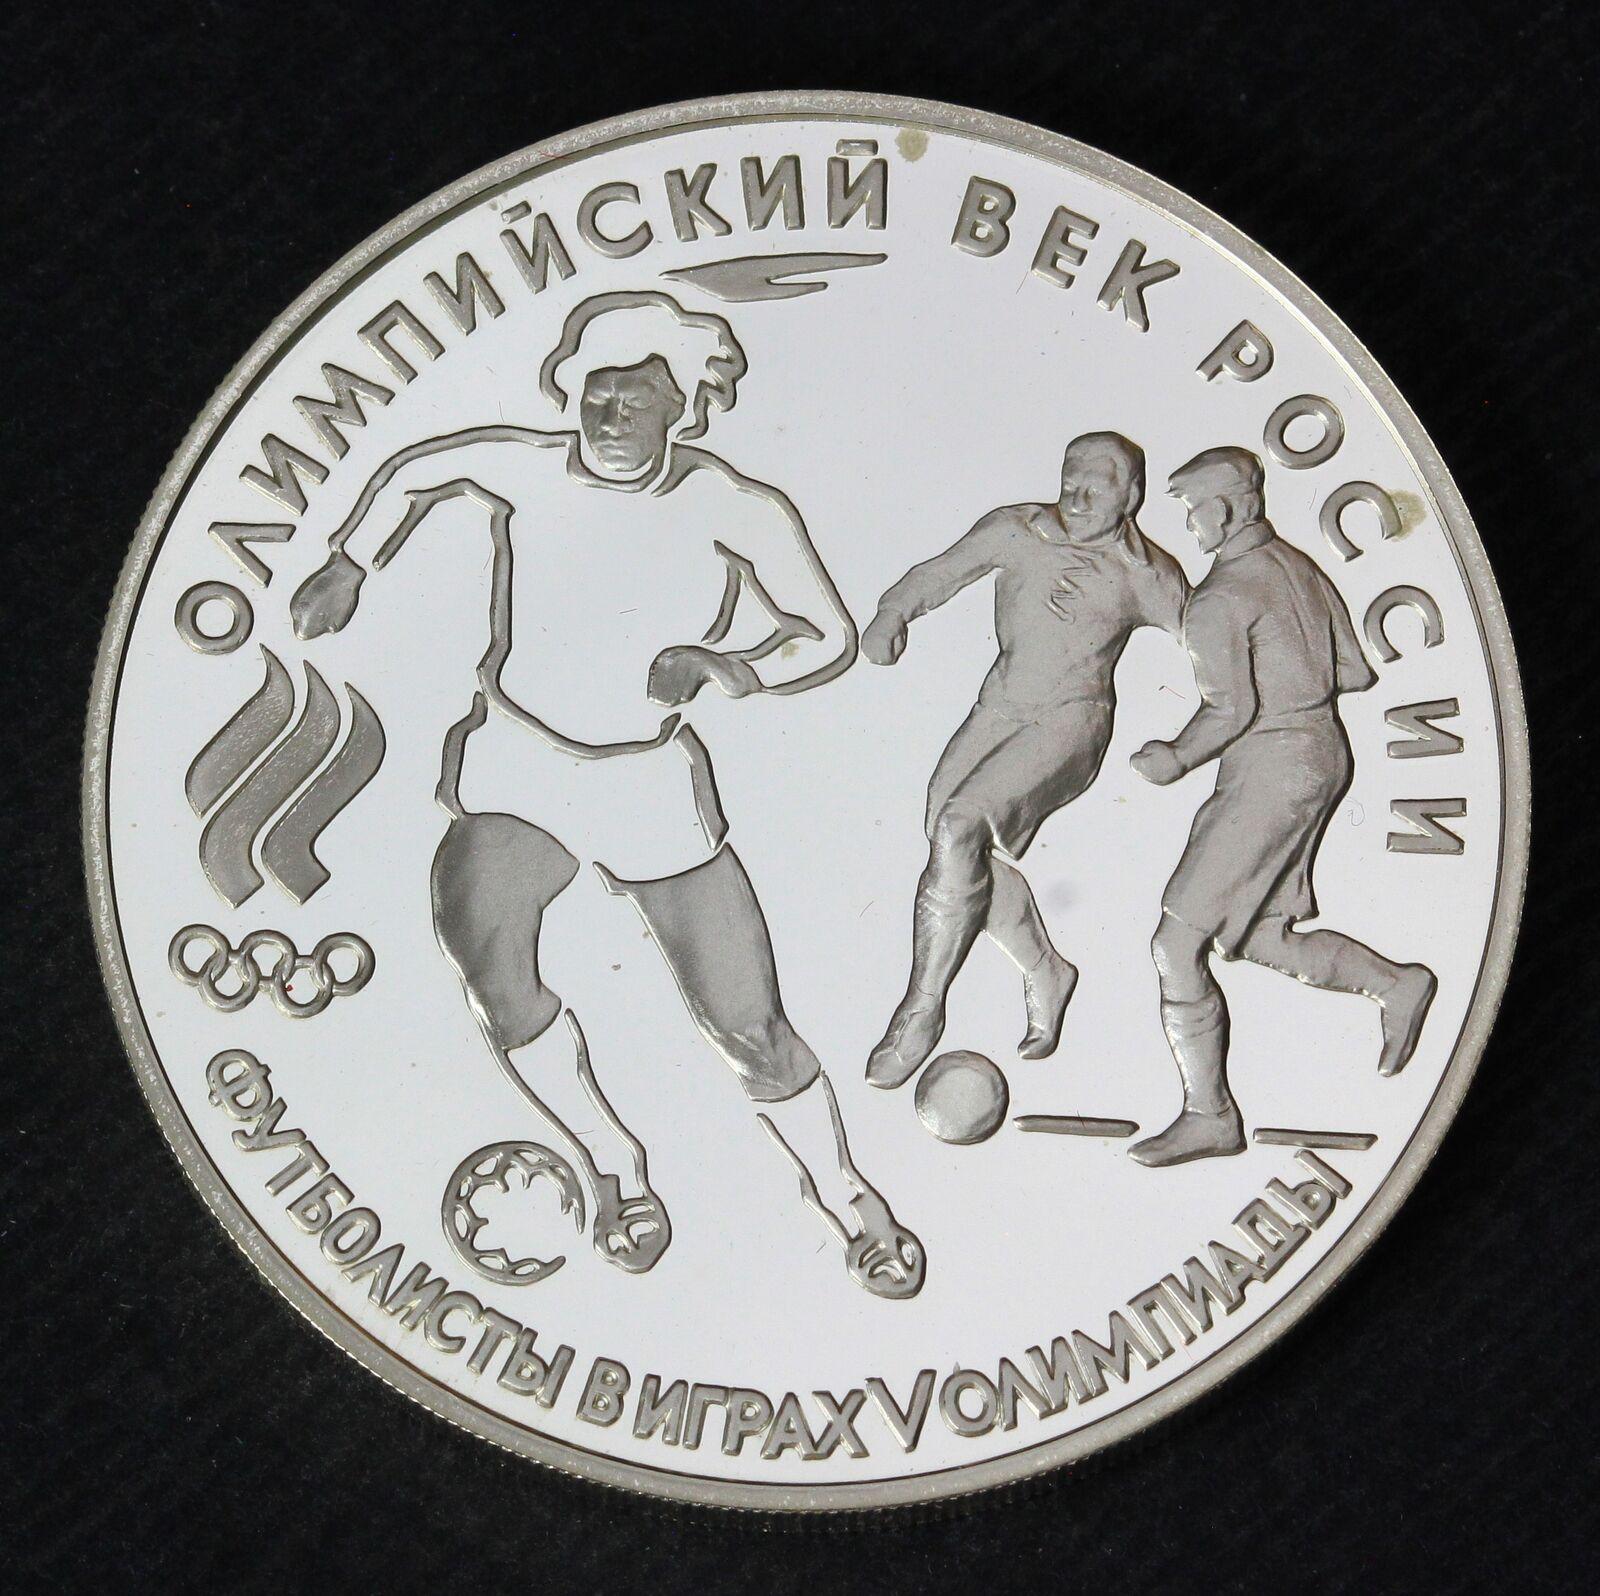 ОЛИМПИЙСКИЙ ВЕК РОССИИ
ФУТБОЛИСТЫ В ИГРАХ V ОЛИМПИАДЫ